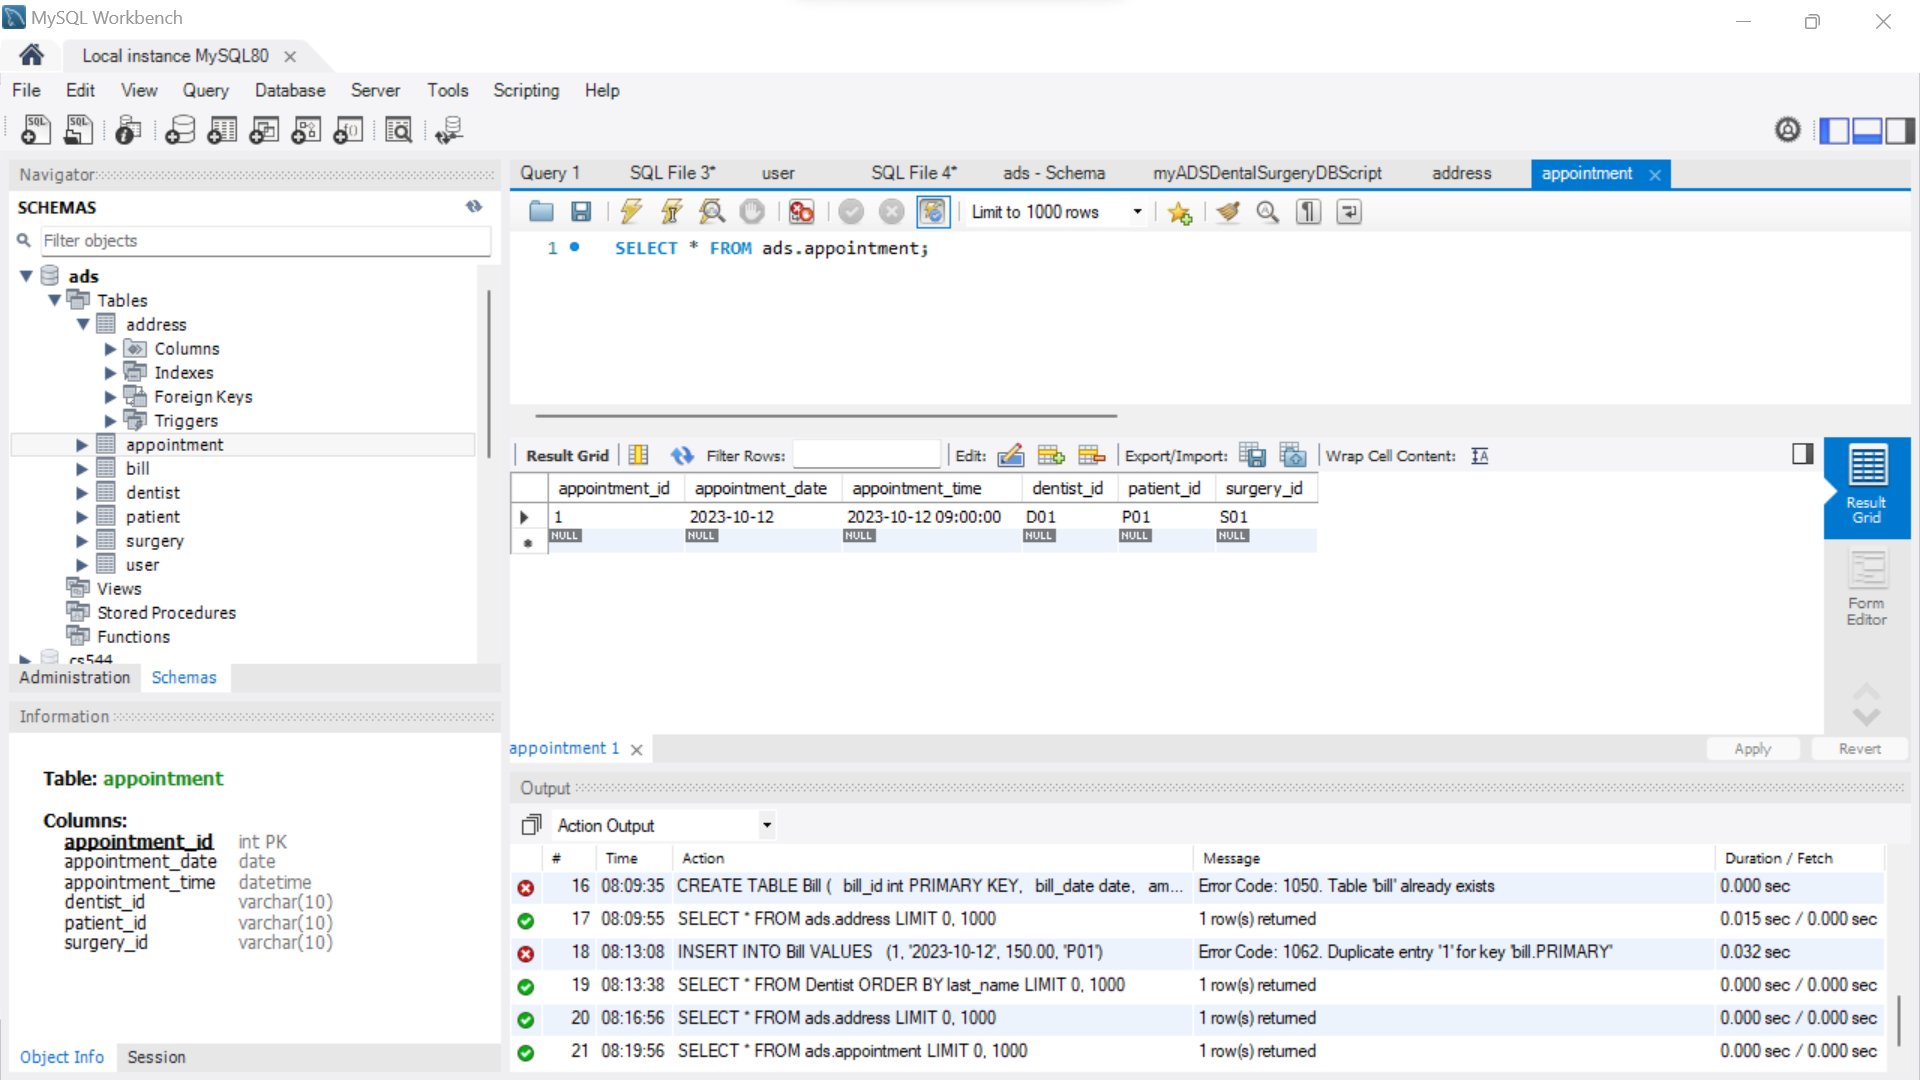 MySQL Workbench
Local instance MySQL80
File Edit View Query Database Server Tools Scripting Help
Navigator
SCHEMAS
Filter objects
ads
Tables
address
Columns
Indexes
Foreign Keys
Triggers
appointment
bill
dentist
patient
surgery
user
Views
Stored Procedures
Functions
cs544
Administration Schemas
Information
Table: appointment
Columns:
appointment_id int PK
appointment_date date
appointment_time datetime
dentist_id varchar(10)
patient_id varchar(10)
surgery_id varchar(10)
Object Info Session
Query 1 SQL File 3* user SQL File 4* ads - Schema myADSDentalSurgeryDBScript address appointment
Limit to 1000 rows
1 SELECT * FROM ads.appointment;
Result Grid Filter Rows: Edit: Export/Import: Wrap Cell Content:
appointment_id appointment_date appointment_time dentist_id patient_id surgery_id
1 2023-10-12 2023-10-12 09:00:00 D01 P01 S01
NULL NULL NULL NULL NULL NULL
Result Grid
Form Editor
appointment 1
Apply Revert
Output
Action Output
# Time Action Message Duration / Fetch
16 08:09:35 CREATE TABLE Bill ( bill_id int PRIMARY KEY, bill_date date, am... Error Code: 1050. Table 'bill' already exists 0.000 sec
17 08:09:55 SELECT * FROM ads.address LIMIT 0, 1000 1 row(s) returned 0.015 sec / 0.000 sec
18 08:13:08 INSERT INTO Bill VALUES (1, '2023-10-12', 150.00, 'P01') Error Code: 1062. Duplicate entry '1' for key 'bill.PRIMARY' 0.032 sec
19 08:13:38 SELECT * FROM Dentist ORDER BY last_name LIMIT 0, 1000 1 row(s) returned 0.000 sec / 0.000 sec
20 08:16:56 SELECT * FROM ads.address LIMIT 0, 1000 1 row(s) returned 0.000 sec / 0.000 sec
21 08:19:56 SELECT * FROM ads.appointment LIMIT 0, 1000 1 row(s) returned 0.000 sec / 0.000 sec